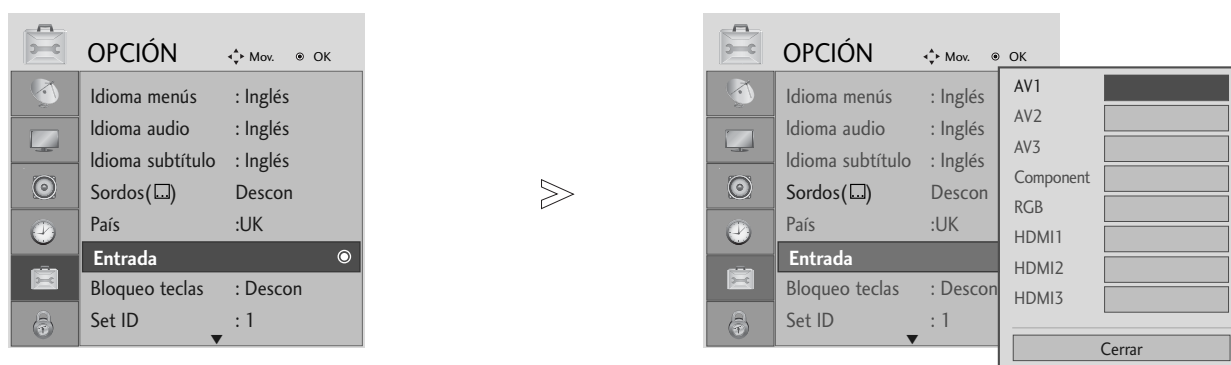 OPCIÓN Mov. OK
Idioma menús : Inglés
Idioma audio : Inglés
Idioma subtítulo : Inglés
Sordos( ) Descon
País :UK
Entrada
Bloqueo teclas : Descon
Set ID : 1
OPCIÓN Mov. OK
Idioma menús : Inglés
Idioma audio : Inglés
Idioma subtítulo : Inglés
Sordos( ) Descon
País :UK
Entrada
Bloqueo teclas : Descon
Set ID : 1
AV1
AV2
AV3
Component
RGB
HDMI1
HDMI2
HDMI3
Cerrar